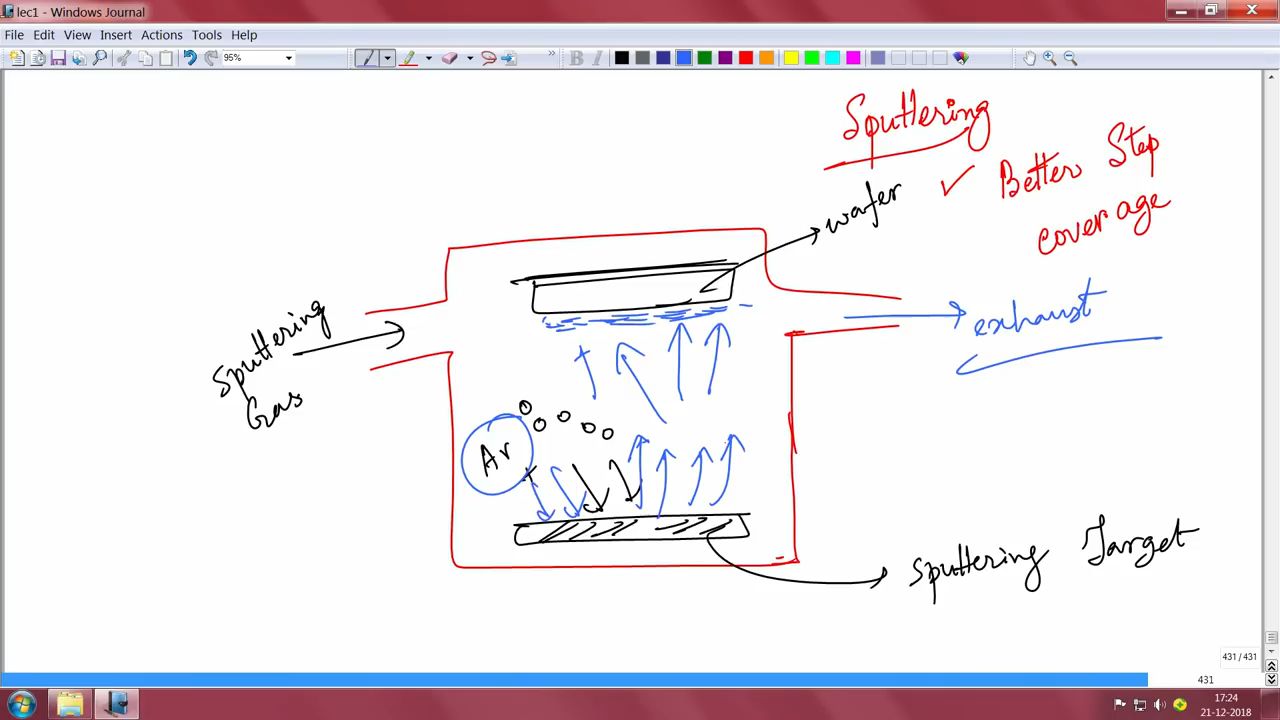 lec1 - Windows Journal
File Edit View Insert Actions Tools Help
95%
B I
Sputtering
wafer
Better Step
coverage
Sputtering
Gas
exhaust
Ar
Sputtering Target
431 / 431
431
17:24
21-12-2018